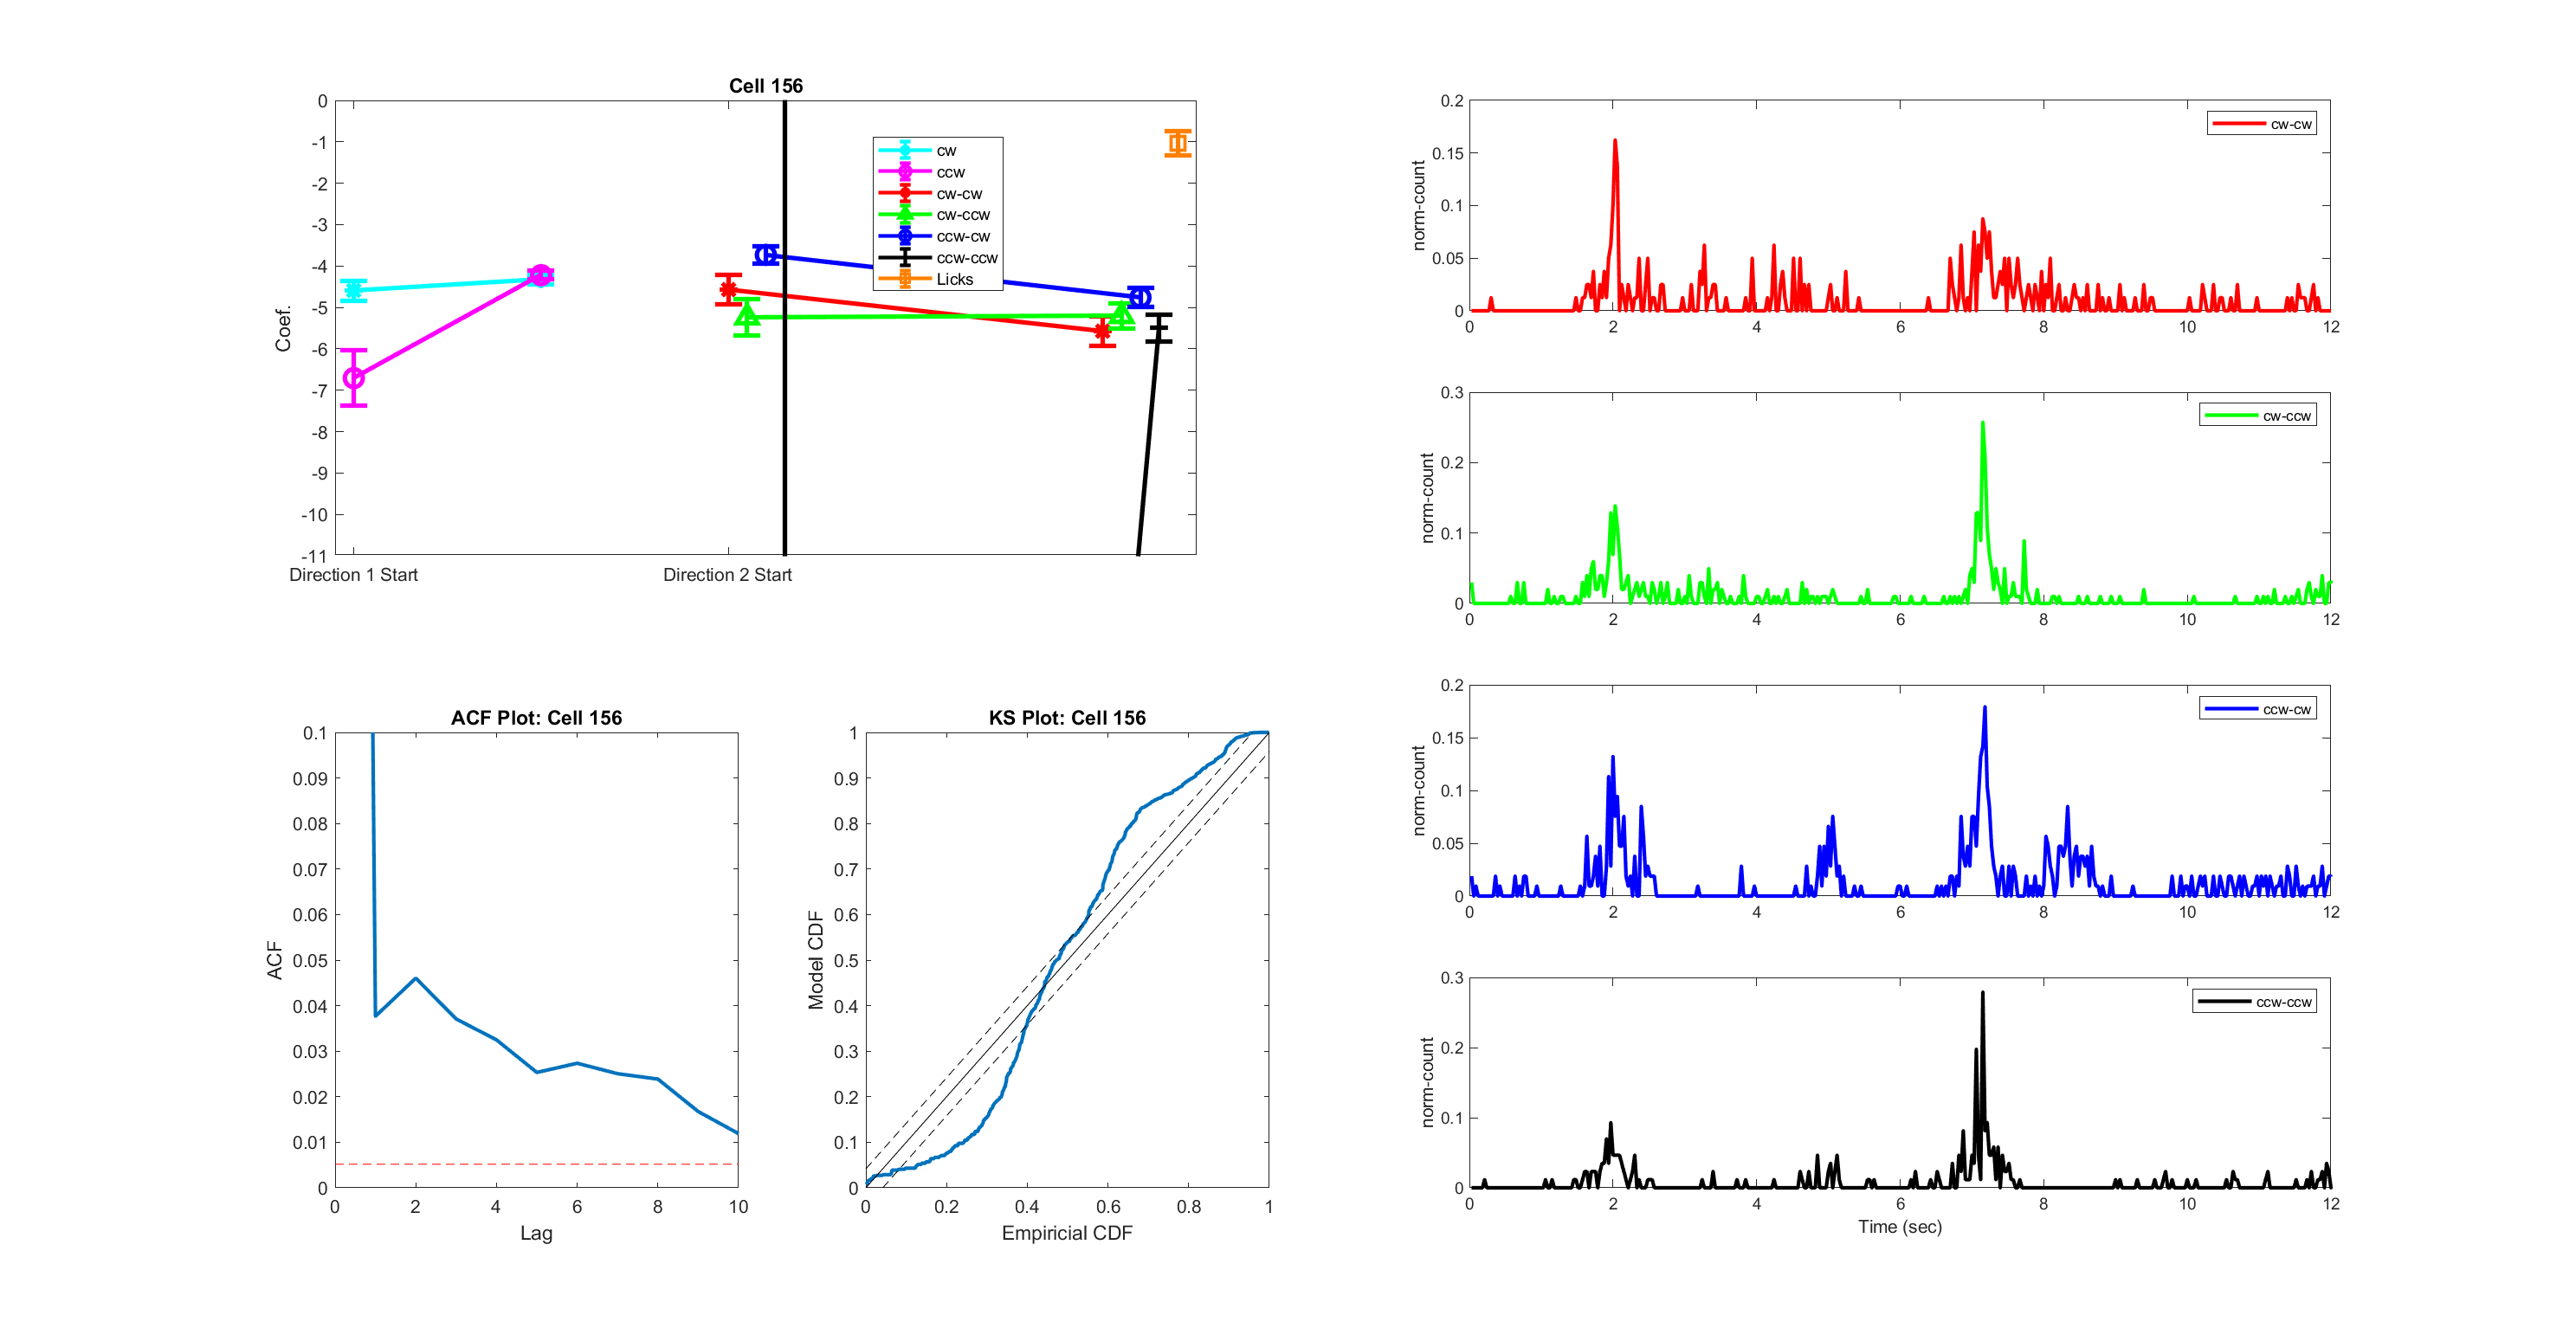 Cell 156
0
-1
-2
-3
-4
-5
-6
-7
-8
-9
-10
-11
Coef.
Direction 1 Start
Direction 2 Start
cw
ccw
cw-cw
cw-ccw
ccw-cw
ccw-ccw
Licks
ACF Plot: Cell 156
0.1
0.09
0.08
0.07
0.06
0.05
0.04
0.03
0.02
0.01
0
ACF
0 2 4 6 8 10
Lag
KS Plot: Cell 156
1
0.9
0.8
0.7
0.6
0.5
0.4
0.3
0.2
0.1
0
Model CDF
0 0.2 0.4 0.6 0.8 1
Empiricial CDF
cw-cw
0.2
0.15
0.1
0.05
0
norm-count
0 2 4 6 8 10 12
cw-ccw
0.3
0.2
0.1
0
norm-count
0 2 4 6 8 10 12
ccw-cw
0.2
0.15
0.1
0.05
0
norm-count
0 2 4 6 8 10 12
ccw-ccw
0.3
0.2
0.1
0
norm-count
0 2 4 6 8 10 12
Time (sec)